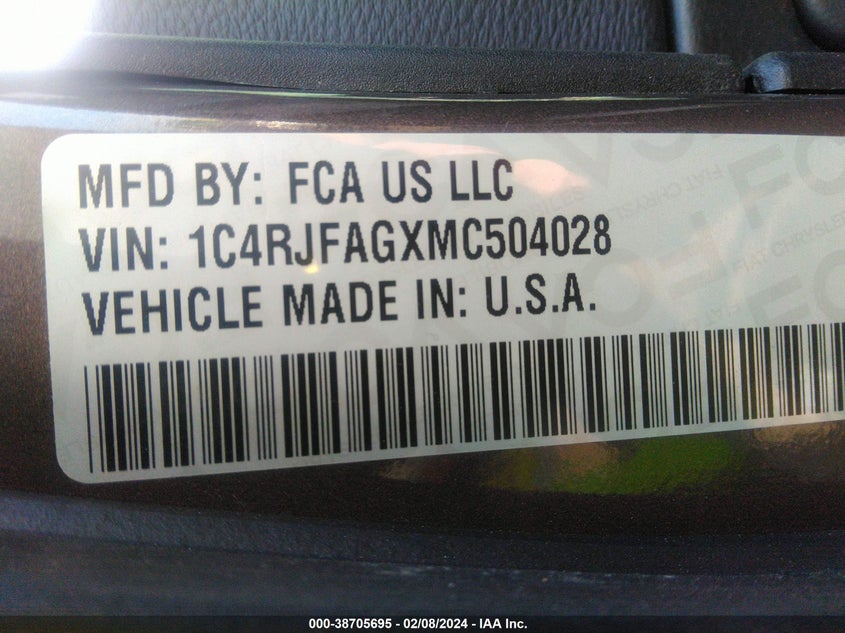 MFD BY: FCA US LLC
VIN: 1C4RJFAGXMC504028
VEHICLE MADE IN: U.S.A.
000-38705695 - 02/08/2024 - IAA Inc.